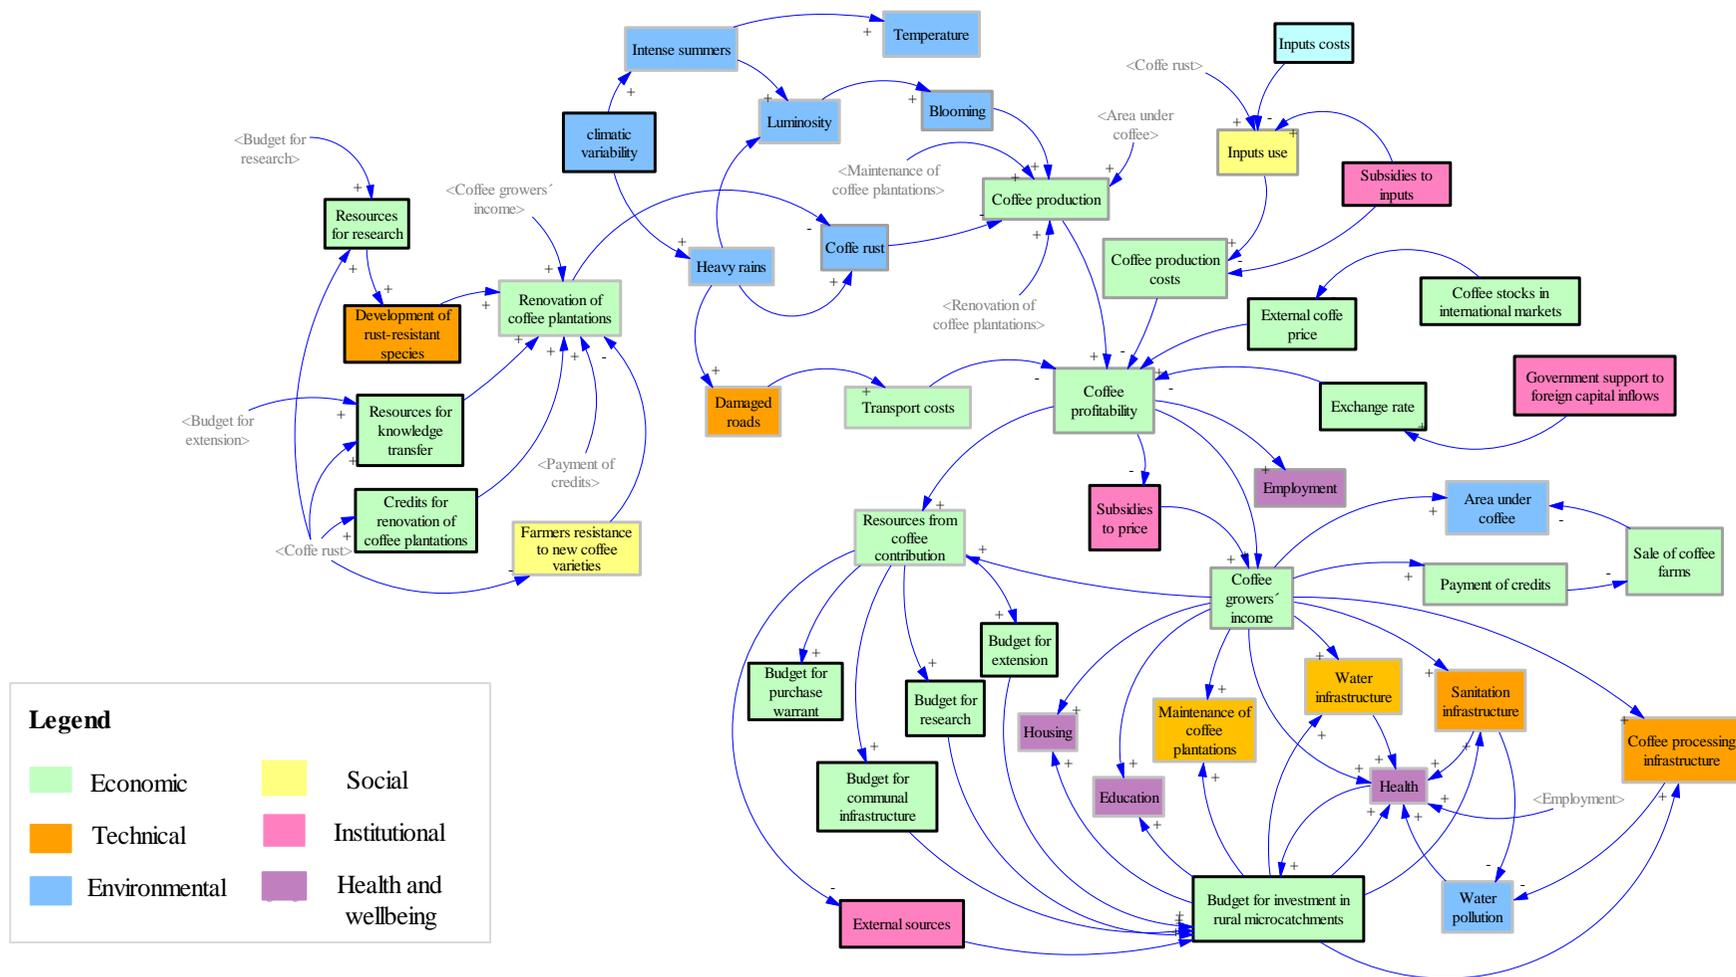 Intense summers
Temperature
Inputs costs
<Coffe rust>
climatic
variability
Luminosity
Blooming
<Area under
coffee>
Inputs use
<Budget for
research>
<Maintenance of
coffee plantations>
Subsidies to
inputs
<Coffee growers´
income>
Coffee production
Resources
for research
Coffe rust
Heavy rains
Coffee production
costs
Renovation of
coffee plantations
<Renovation of
coffee plantations>
External coffe
price
Coffee stocks in
international markets
Development of
rust-resistant
species
Damaged
roads
Transport costs
Coffee
profitability
Exchange rate
Government support to
foreign capital inflows
<Budget for
extension>
Resources for
knowledge
transfer
<Payment of
credits>
Employment
Subsidies
to price
Area under
coffee
Credits for
renovation of
coffee plantations
<Coffe rust>
Farmers resistance
to new coffee
varieties
Resources from
coffee
contribution
Sale of coffee
farms
Coffee
growers´
income
Payment of credits
Budget for
extension
Budget for
purchase
warrant
Budget for
research
Housing
Maintenance of
coffee
plantations
Water
infrastructure
Sanitation
infrastructure
Coffee processing
infrastructure
Budget for
communal
infrastructure
Education
Health
<Employment>
External sources
Budget for investment in
rural microcatchments
Water
pollution
Legend
Economic
Social
Technical
Institutional
Environmental
Health and
wellbeing